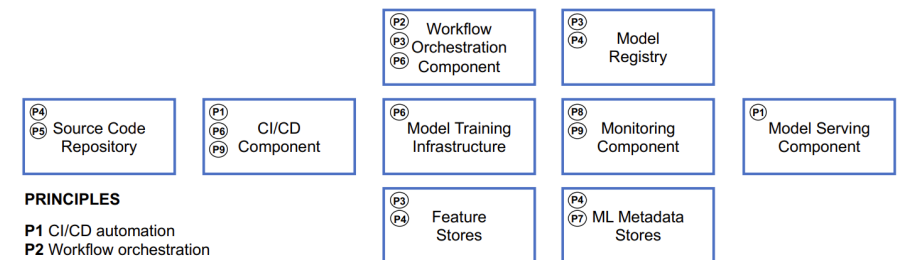 P2
P3
P6
Workflow
Orchestration
Component
P3
P4
Model
Registry
P4
P5
Source Code
Repository
P1
P6
P9
CI/CD
Component
P6
Model Training
Infrastructure
P8
P9
Monitoring
Component
P1
Model Serving
Component
PRINCIPLES
P1 CI/CD automation
P2 Workflow orchestration
P3
P4
Feature
Stores
P4
P7
ML Metadata
Stores